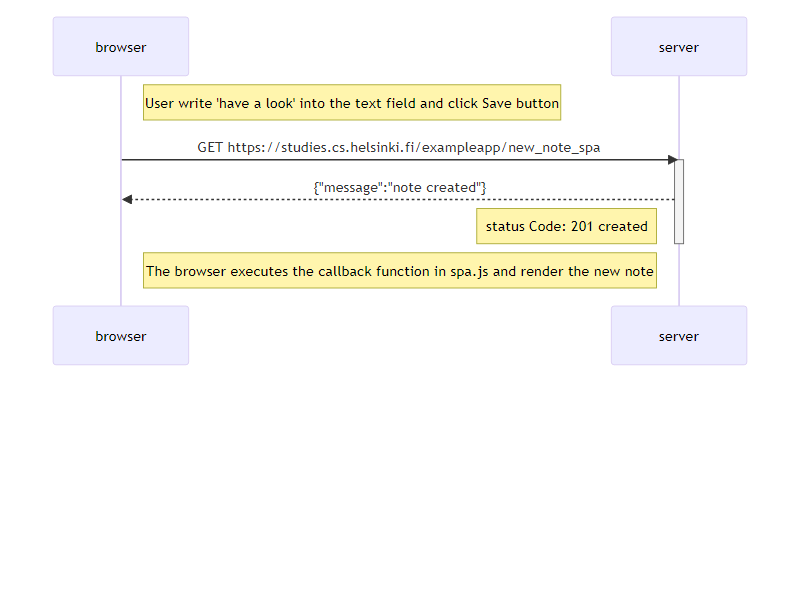 browser server
User write 'have a look' into the text field and click Save button
GET https://studies.cs.helsinki.fi/exampleapp/new_note_spa
{"message":"note created"}
status Code: 201 created
The browser executes the callback function in spa.js and render the new note
browser server